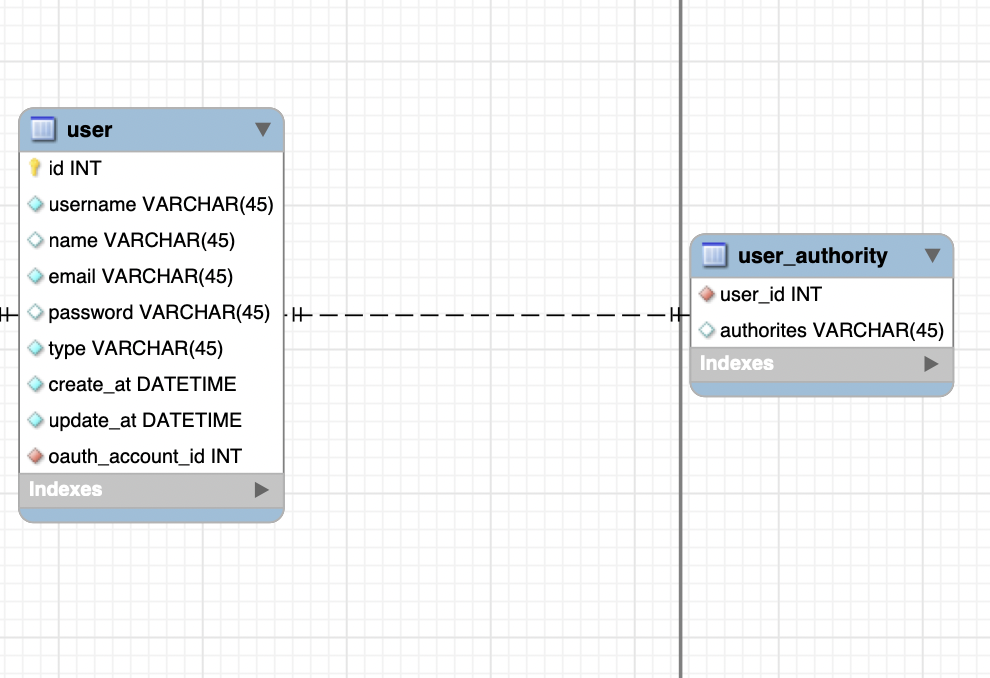 user
id INT
username VARCHAR(45)
name VARCHAR(45)
email VARCHAR(45)
password VARCHAR(45)
type VARCHAR(45)
create_at DATETIME
update_at DATETIME
oauth_account_id INT
Indexes
user_authority
user_id INT
authorites VARCHAR(45)
Indexes